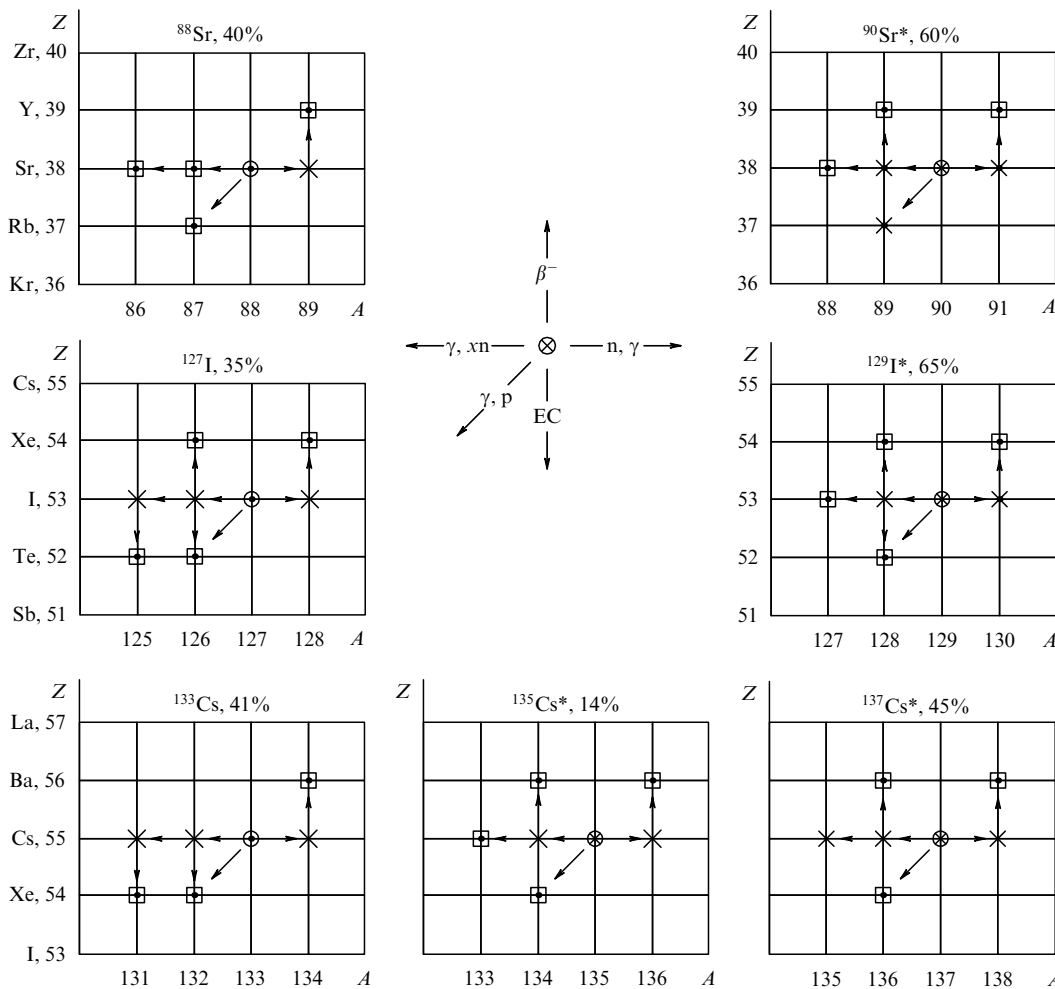 Z
⁸⁸Sr, 40%
Zr, 40
Y, 39
Sr, 38
Rb, 37
Kr, 36
86 87 88 89 A
Z
⁹⁰Sr*, 60%
40
39
38
37
36
88 89 90 91 A
β⁻
γ, xn
n, γ
γ, p
EC
Z
¹²⁷I, 35%
Cs, 55
Xe, 54
I, 53
Te, 52
Sb, 51
125 126 127 128 A
Z
¹²⁹I*, 65%
55
54
53
52
51
127 128 129 130 A
Z
¹³³Cs, 41%
La, 57
Ba, 56
Cs, 55
Xe, 54
I, 53
131 132 133 134 A
Z
¹³⁵Cs*, 14%
133 134 135 136 A
Z
¹³⁷Cs*, 45%
135 136 137 138 A